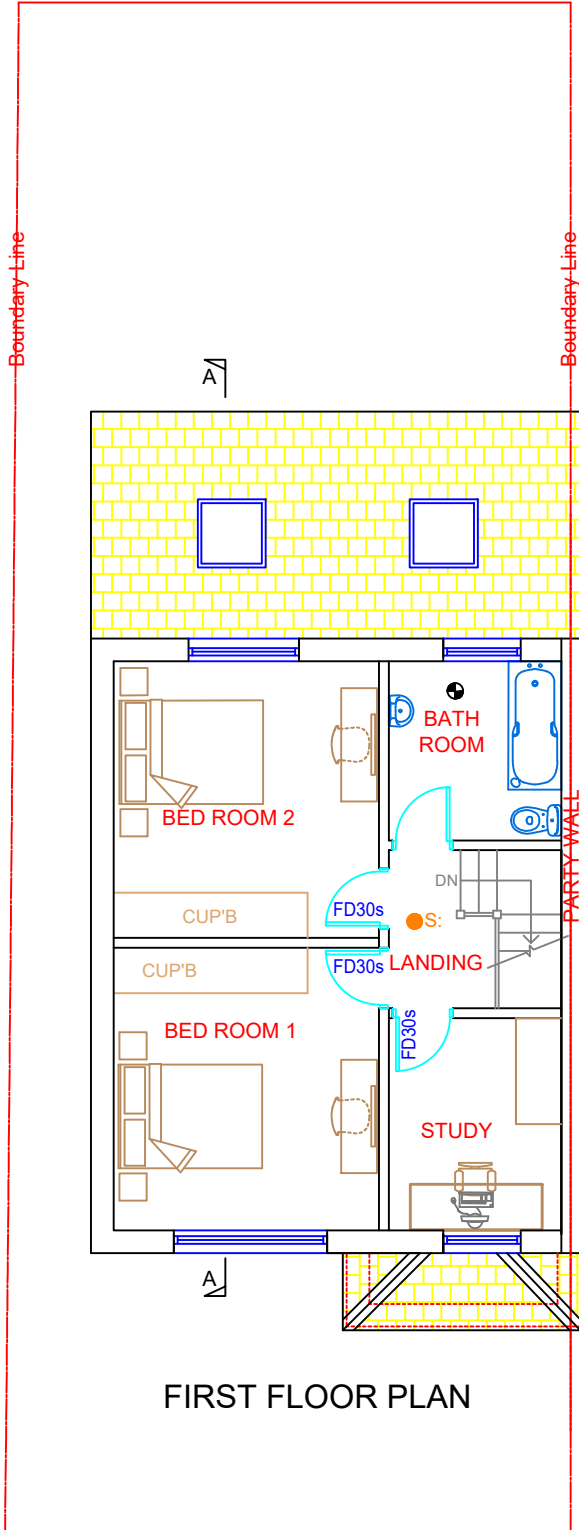 Boundary Line
Boundary Line
A
BATH
ROOM
BED ROOM 2
PARTY WALL
DN
CUP'B
FD30s
S:
LANDING
FD30s
CUP'B
FD30s
BED ROOM 1
STUDY
A
FIRST FLOOR PLAN